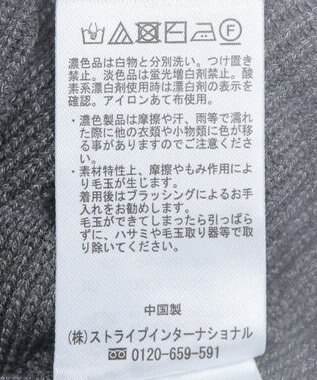 濃色品は白物と分別洗い。つけ置き
禁止。淡色品は蛍光増白剤禁止。酸
素系漂白剤使用時は漂白剤の表示を
確認。アイロンあて布使用。
・濃色製品は摩擦や汗、雨等で濡れ
た際に他の衣類や小物類に色が移
る事がありますのでご注意くださ
い。
・素材特性上、摩擦やもみ作用によ
り毛玉が生じます。
着用後はブラッシングによるお手
入れをお勧めします。
毛玉ができてしまったら引っぱら
ずに、ハサミや毛玉取り器等で取り
除いてください。
中国製
(株)ストライプインターナショナル
0120-659-591